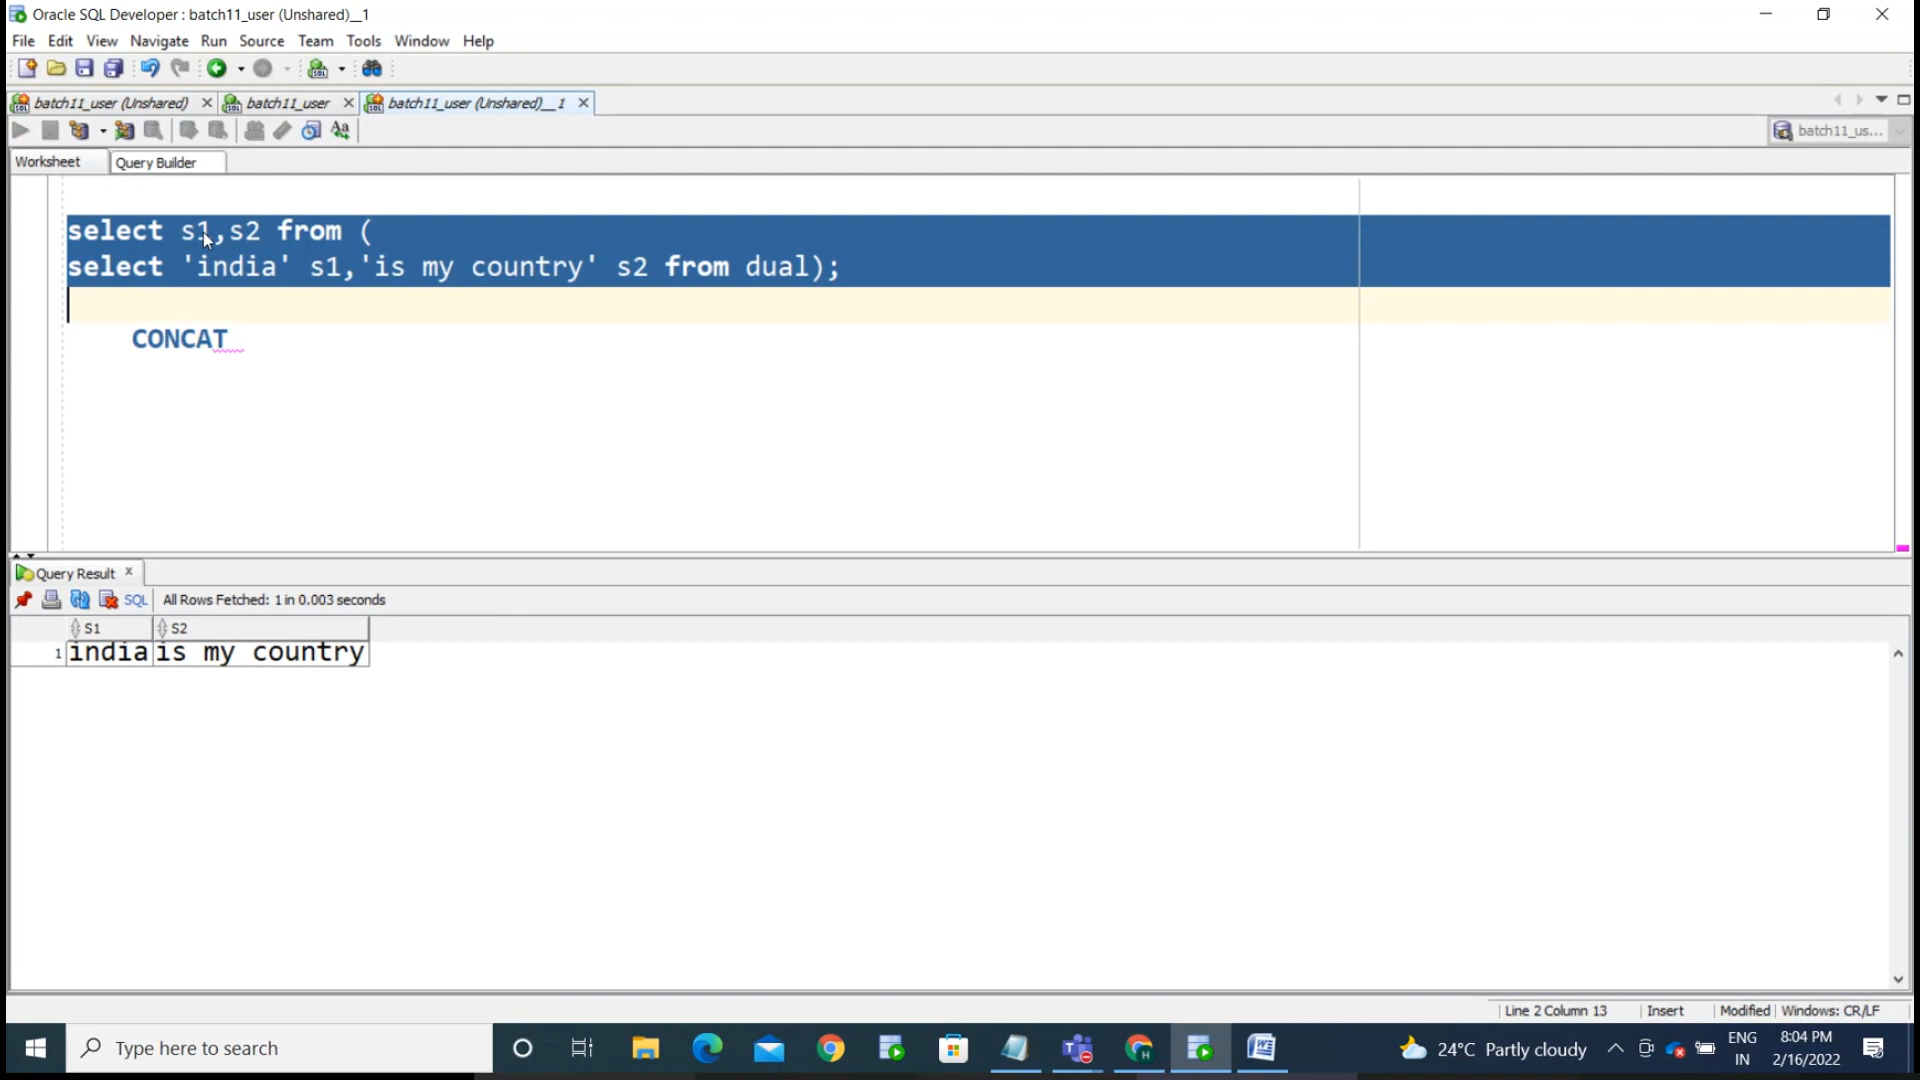 Oracle SQL Developer : batch11_user (Unshared)__1
File Edit View Navigate Run Source Team Tools Window Help
batch11_user (Unshared) batch11_user batch11_user (Unshared)__1
batch11_us...
Worksheet Query Builder
select s1,s2 from (
select 'india' s1,'is my country' s2 from dual);
CONCAT
Query Result
SQL All Rows Fetched: 1 in 0.003 seconds
S1 S2
1 india is my country
Line 2 Column 13 Insert Modified Windows: CR/LF
Type here to search
24°C Partly cloudy
ENG
IN
8:04 PM
2/16/2022